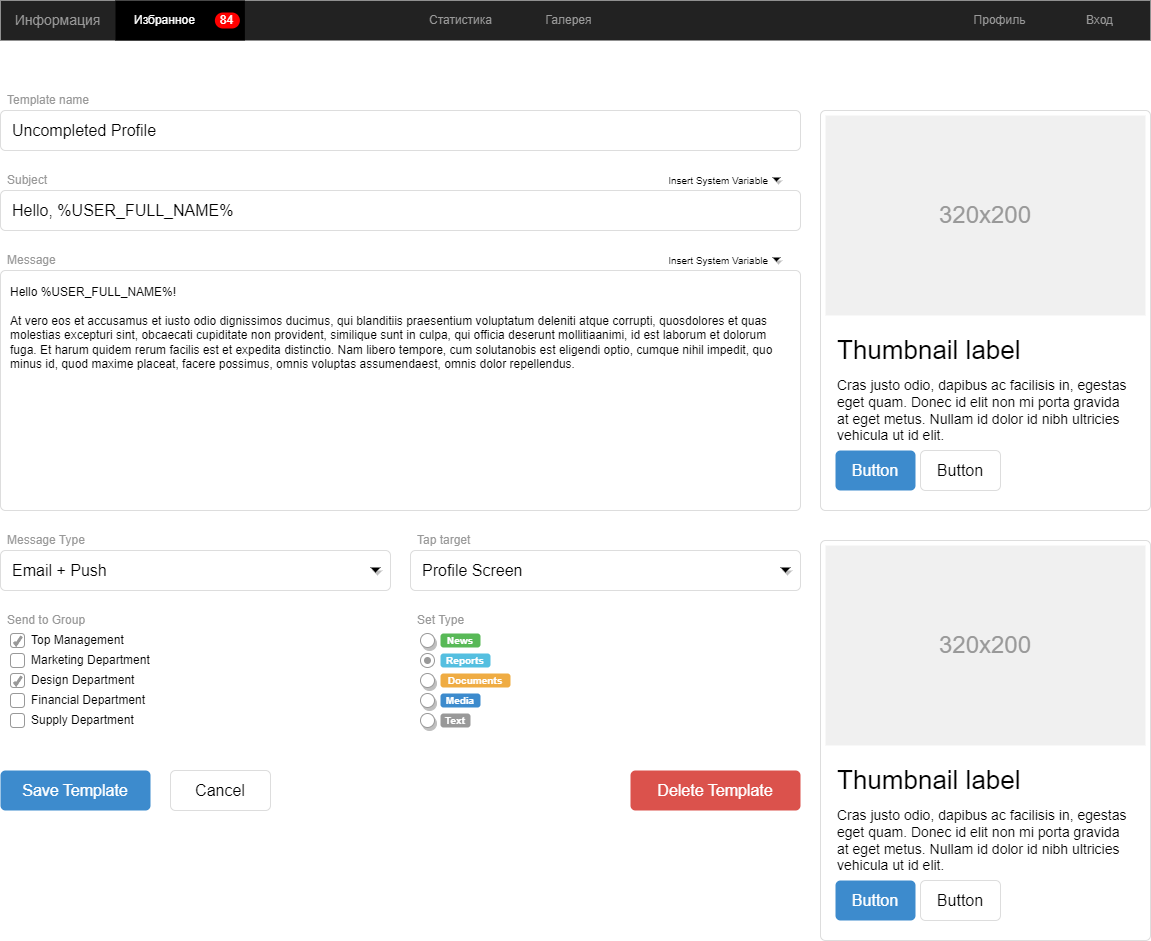 Информация
Избранное 84
Статистика
Галерея
Профиль
Вход
Template name
Uncompleted Profile
Subject
Insert System Variable
Hello, %USER_FULL_NAME%
Message
Insert System Variable
Hello %USER_FULL_NAME%!
At vero eos et accusamus et iusto odio dignissimos ducimus, qui blanditiis praesentium voluptatum deleniti atque corrupti, quosdolores et quas
molestias excepturi sint, obcaecati cupiditate non provident, similique sunt in culpa, qui officia deserunt mollitiaanimi, id est laborum et dolorum
fuga. Et harum quidem rerum facilis est et expedita distinctio. Nam libero tempore, cum solutanobis est eligendi optio, cumque nihil impedit, quo
minus id, quod maxime placeat, facere possimus, omnis voluptas assumendaest, omnis dolor repellendus.
Message Type
Email + Push
Tap target
Profile Screen
Send to Group
Top Management
Marketing Department
Design Department
Financial Department
Supply Department
Set Type
News
Reports
Documents
Media
Text
Save Template
Cancel
Delete Template
320x200
Thumbnail label
Cras justo odio, dapibus ac facilisis in, egestas
eget quam. Donec id elit non mi porta gravida
at eget metus. Nullam id dolor id nibh ultricies
vehicula ut id elit.
Button
Button
320x200
Thumbnail label
Cras justo odio, dapibus ac facilisis in, egestas
eget quam. Donec id elit non mi porta gravida
at eget metus. Nullam id dolor id nibh ultricies
vehicula ut id elit.
Button
Button